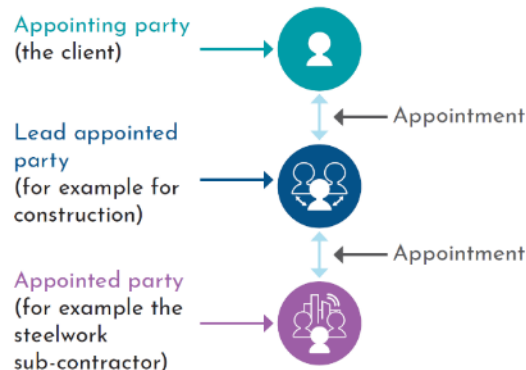 Appointing party
(the client)
Appointment
Lead appointed
party
(for example for
construction)
Appointment
Appointed party
(for example the
steelwork
sub-contractor)